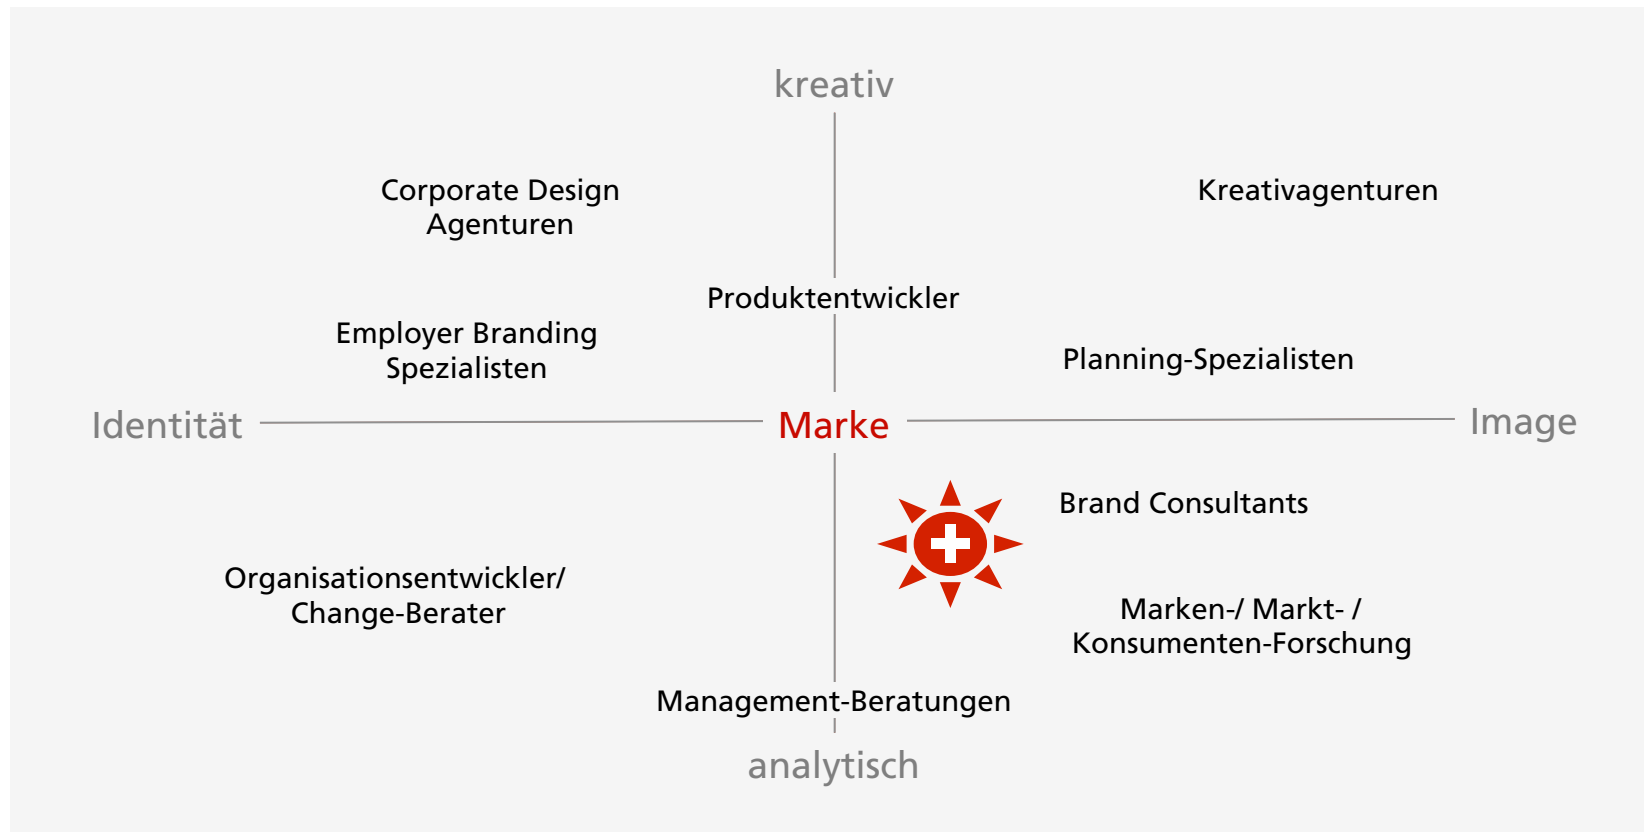 kreativ
Corporate Design
Agenturen
Kreativagenturen
Produktentwickler
Employer Branding
Spezialisten
Planning-Spezialisten
Identität
Marke
Image
Brand Consultants
Organisationsentwickler/
Change-Berater
Marken-/ Markt- /
Konsumenten-Forschung
Management-Beratungen
analytisch